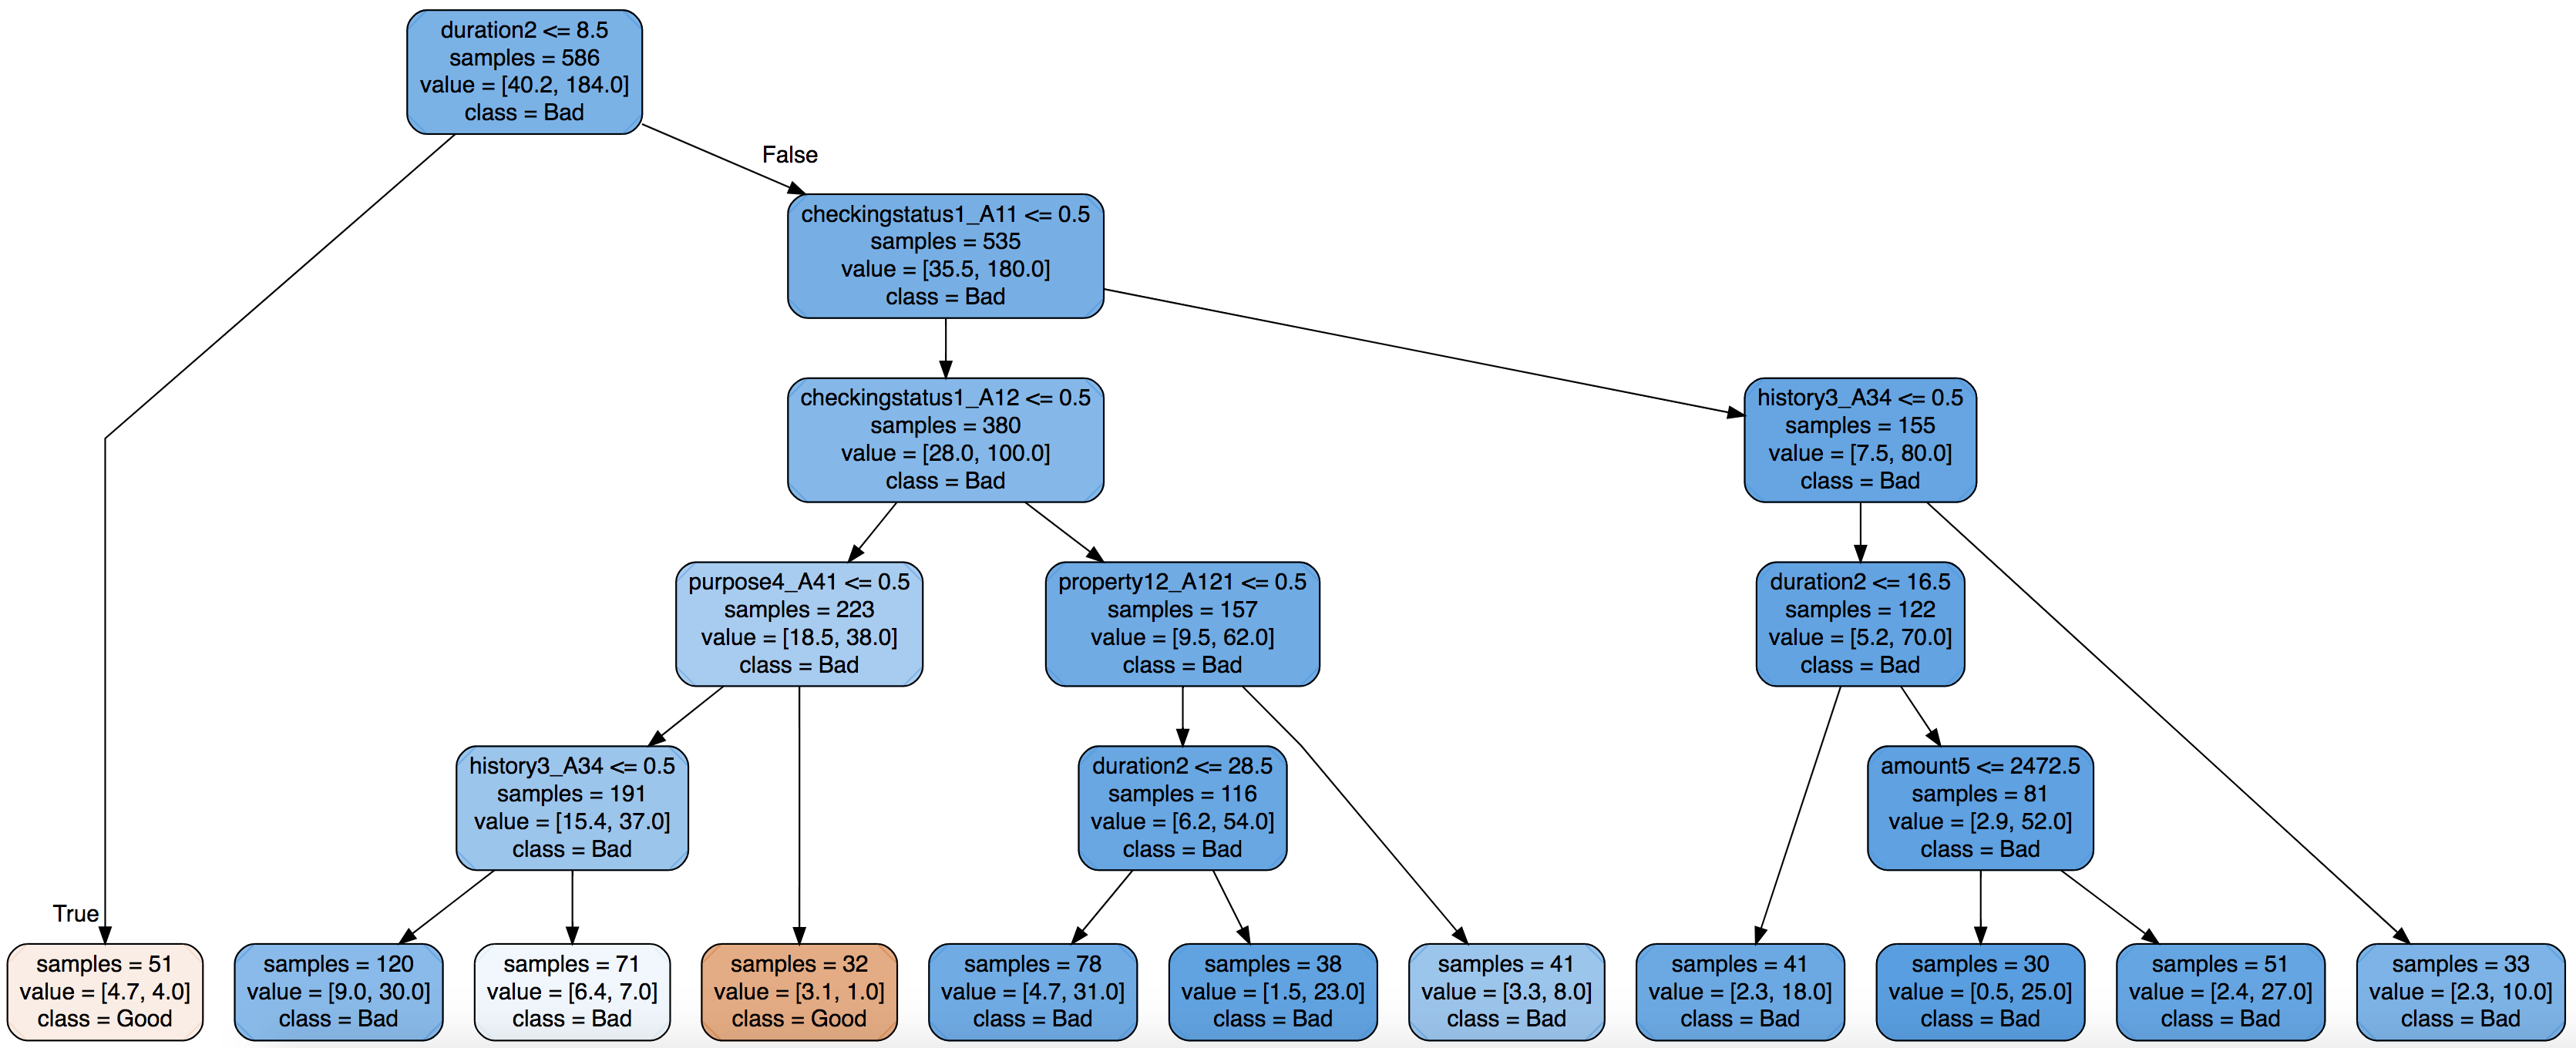 duration2 <= 8.5
samples = 586
value = [40.2, 184.0]
class = Bad
False
checkingstatus1_A11 <= 0.5
samples = 535
value = [35.5, 180.0]
class = Bad
checkingstatus1_A12 <= 0.5
samples = 380
value = [28.0, 100.0]
class = Bad
history3_A34 <= 0.5
samples = 155
value = [7.5, 80.0]
class = Bad
purpose4_A41 <= 0.5
samples = 223
value = [18.5, 38.0]
class = Bad
property12_A121 <= 0.5
samples = 157
value = [9.5, 62.0]
class = Bad
duration2 <= 16.5
samples = 122
value = [5.2, 70.0]
class = Bad
history3_A34 <= 0.5
samples = 191
value = [15.4, 37.0]
class = Bad
duration2 <= 28.5
samples = 116
value = [6.2, 54.0]
class = Bad
amount5 <= 2472.5
samples = 81
value = [2.9, 52.0]
class = Bad
True
samples = 51
value = [4.7, 4.0]
class = Good
samples = 120
value = [9.0, 30.0]
class = Bad
samples = 71
value = [6.4, 7.0]
class = Bad
samples = 32
value = [3.1, 1.0]
class = Good
samples = 78
value = [4.7, 31.0]
class = Bad
samples = 38
value = [1.5, 23.0]
class = Bad
samples = 41
value = [3.3, 8.0]
class = Bad
samples = 41
value = [2.3, 18.0]
class = Bad
samples = 30
value = [0.5, 25.0]
class = Bad
samples = 51
value = [2.4, 27.0]
class = Bad
samples = 33
value = [2.3, 10.0]
class = Bad